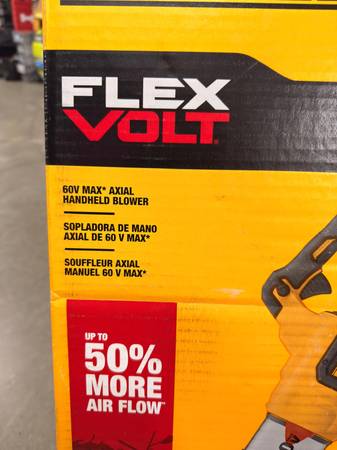 FLEX
VOLT
60V MAX* AXIAL
HANDHELD BLOWER
SOPLADORA DE MANO
AXIAL DE 60 V MAX*
SOUFFLEUR AXIAL
MANUEL 60 V MAX*
UP TO
50%
MORE
AIR FLOW™